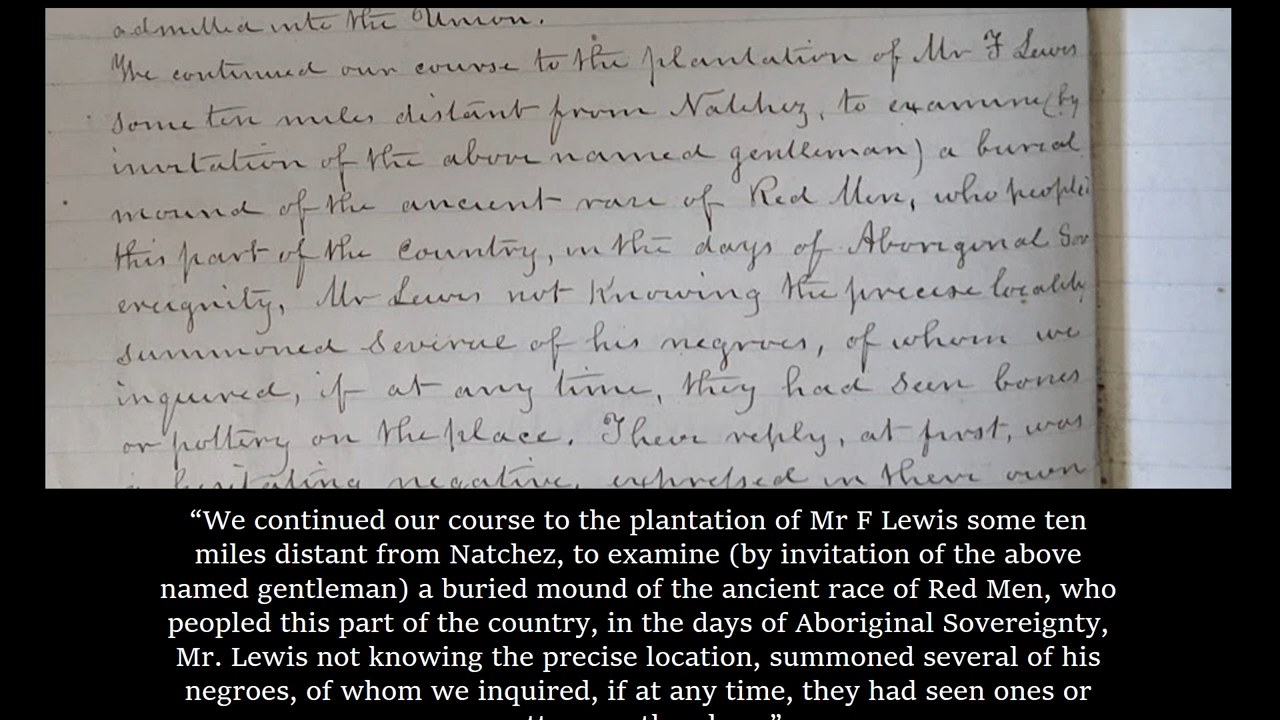 admitted into the Union.
We continued our course to the plantation of Mr F Lewis
some ten miles distant from Natchez, to examine (by
invitation of the above named gentleman) a burial
mound of the ancient race of Red Men, who peopled
this part of the Country, in the days of Aboriginal Sov
ereignity, Mr Lewis not Knowing the precise locality
summoned several of his negroes, of whom we
inquired, if at any time, they had seen bones
or pottery on the place. Their reply, at first, was
a hesitating negative, expressed in their own
“We continued our course to the plantation of Mr F Lewis some ten
miles distant from Natchez, to examine (by invitation of the above
named gentleman) a buried mound of the ancient race of Red Men, who
peopled this part of the country, in the days of Aboriginal Sovereignty,
Mr. Lewis not knowing the precise location, summoned several of his
negroes, of whom we inquired, if at any time, they had seen ones or